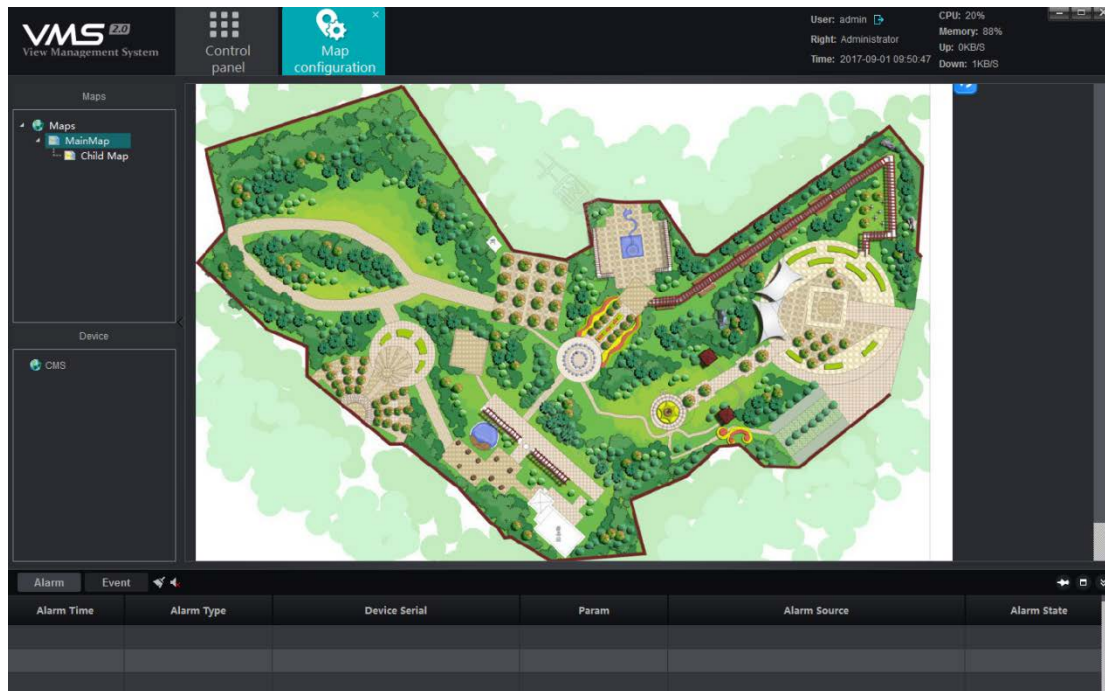 VMS 2.0
View Management System
Control
panel
Map
configuration
User: admin
Right: Administrator
Time: 2017-09-01 09:50:47
CPU: 20%
Memory: 88%
Up: 0KB/S
Down: 1KB/S
Maps
Maps
MainMap
Child Map
Device
CMS
Alarm Event
Alarm Time Alarm Type Device Serial Param Alarm Source Alarm State